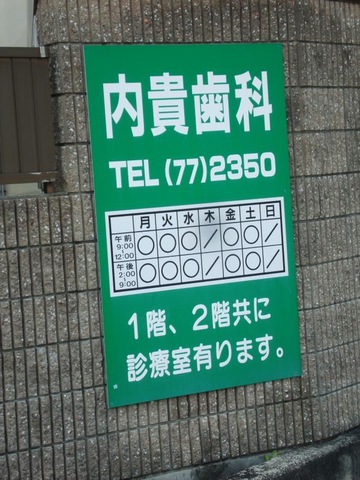 内貴歯科
TEL(77)2350
月火水木金土日
午前 9:00~12:00 ○○○/○○/
午後 2:00~9:00 ○○○/○○/
1階、2階共に
診療室有ります。